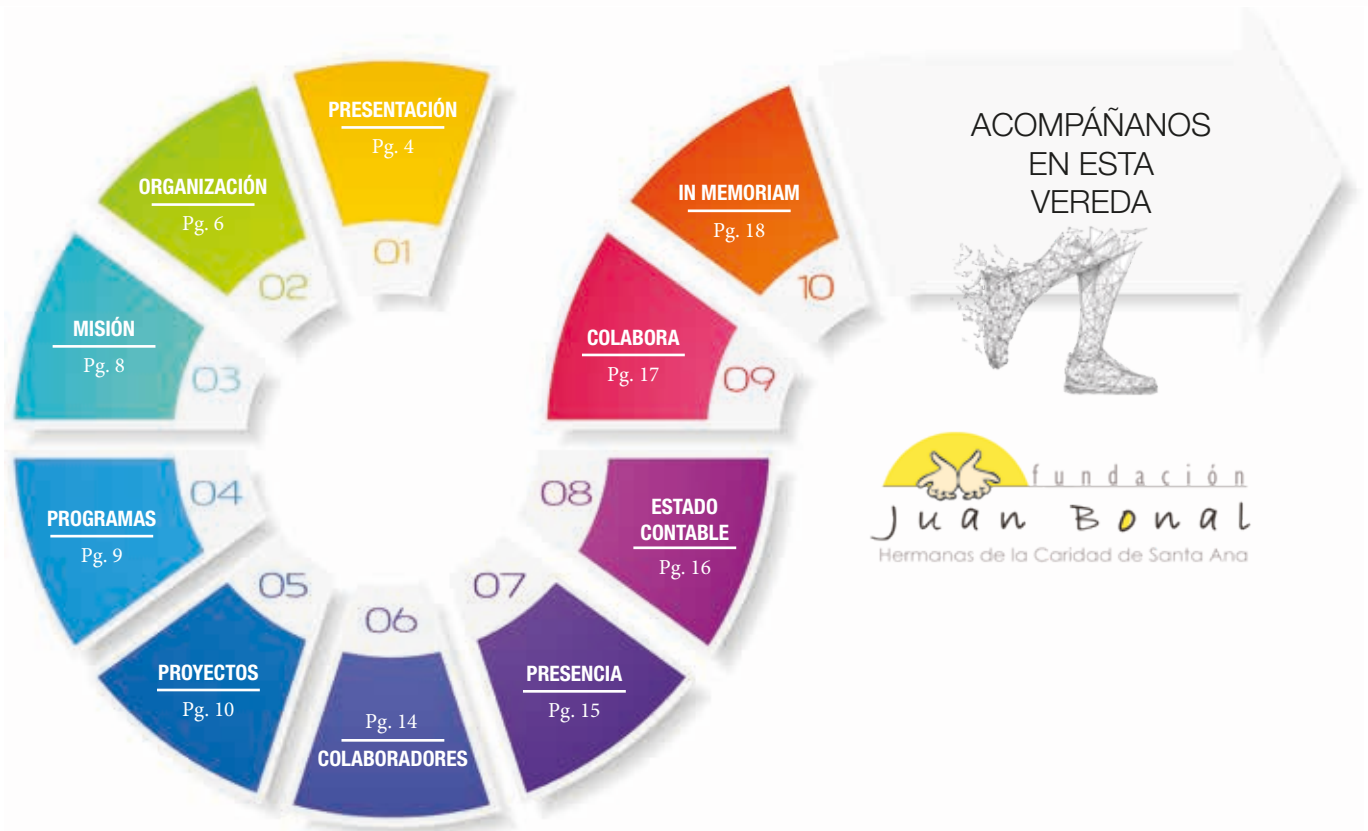 PRESENTACIÓN
Pg. 4
01
ORGANIZACIÓN
Pg. 6
02
MISIÓN
Pg. 8
03
PROGRAMAS
Pg. 9
04
PROYECTOS
Pg. 10
05
06
Pg. 14
COLABORADORES
07
PRESENCIA
Pg. 15
08
ESTADO
CONTABLE
Pg. 16
COLABORA
Pg. 17
09
IN MEMORIAM
Pg. 18
10
ACOMPÁÑANOS
EN ESTA
VEREDA
fundación
Juan Bonal
Hermanas de la Caridad de Santa Ana